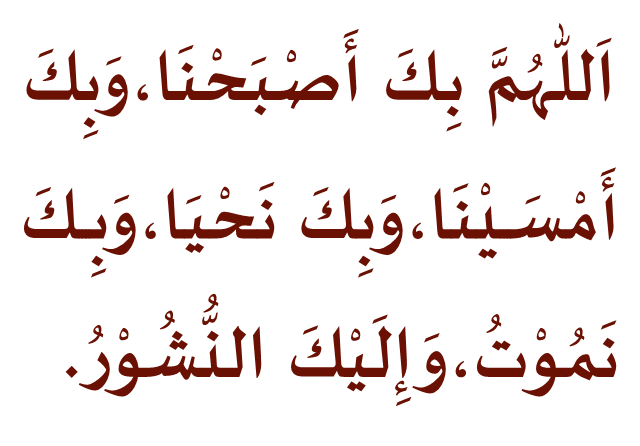 اَللّٰهُمَّ بِكَ أَصْبَحْنَا،وَبِكَ
أَمْسَيْنَا،وَبِكَ نَحْيَا،وَبِكَ
نَمُوْتُ،وَإِلَيْكَ النُّشُوْرُ.